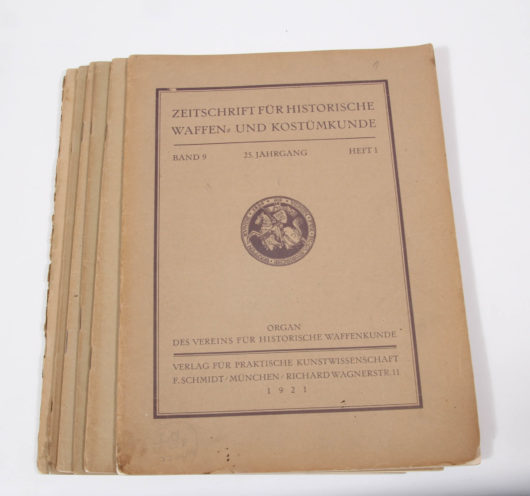 ZEITSCHRIFT FÜR HISTORISCHE
WAFFEN= UND KOSTÜMKUNDE
BAND 9 25. JAHRGANG HEFT 1
ORGAN
DES VEREINS FÜR HISTORISCHE WAFFENKUNDE
VERLAG FÜR PRAKTISCHE KUNSTWISSENSCHAFT
F. SCHMIDT / MÜNCHEN / RICHARD WAGNERSTR. 11
1921